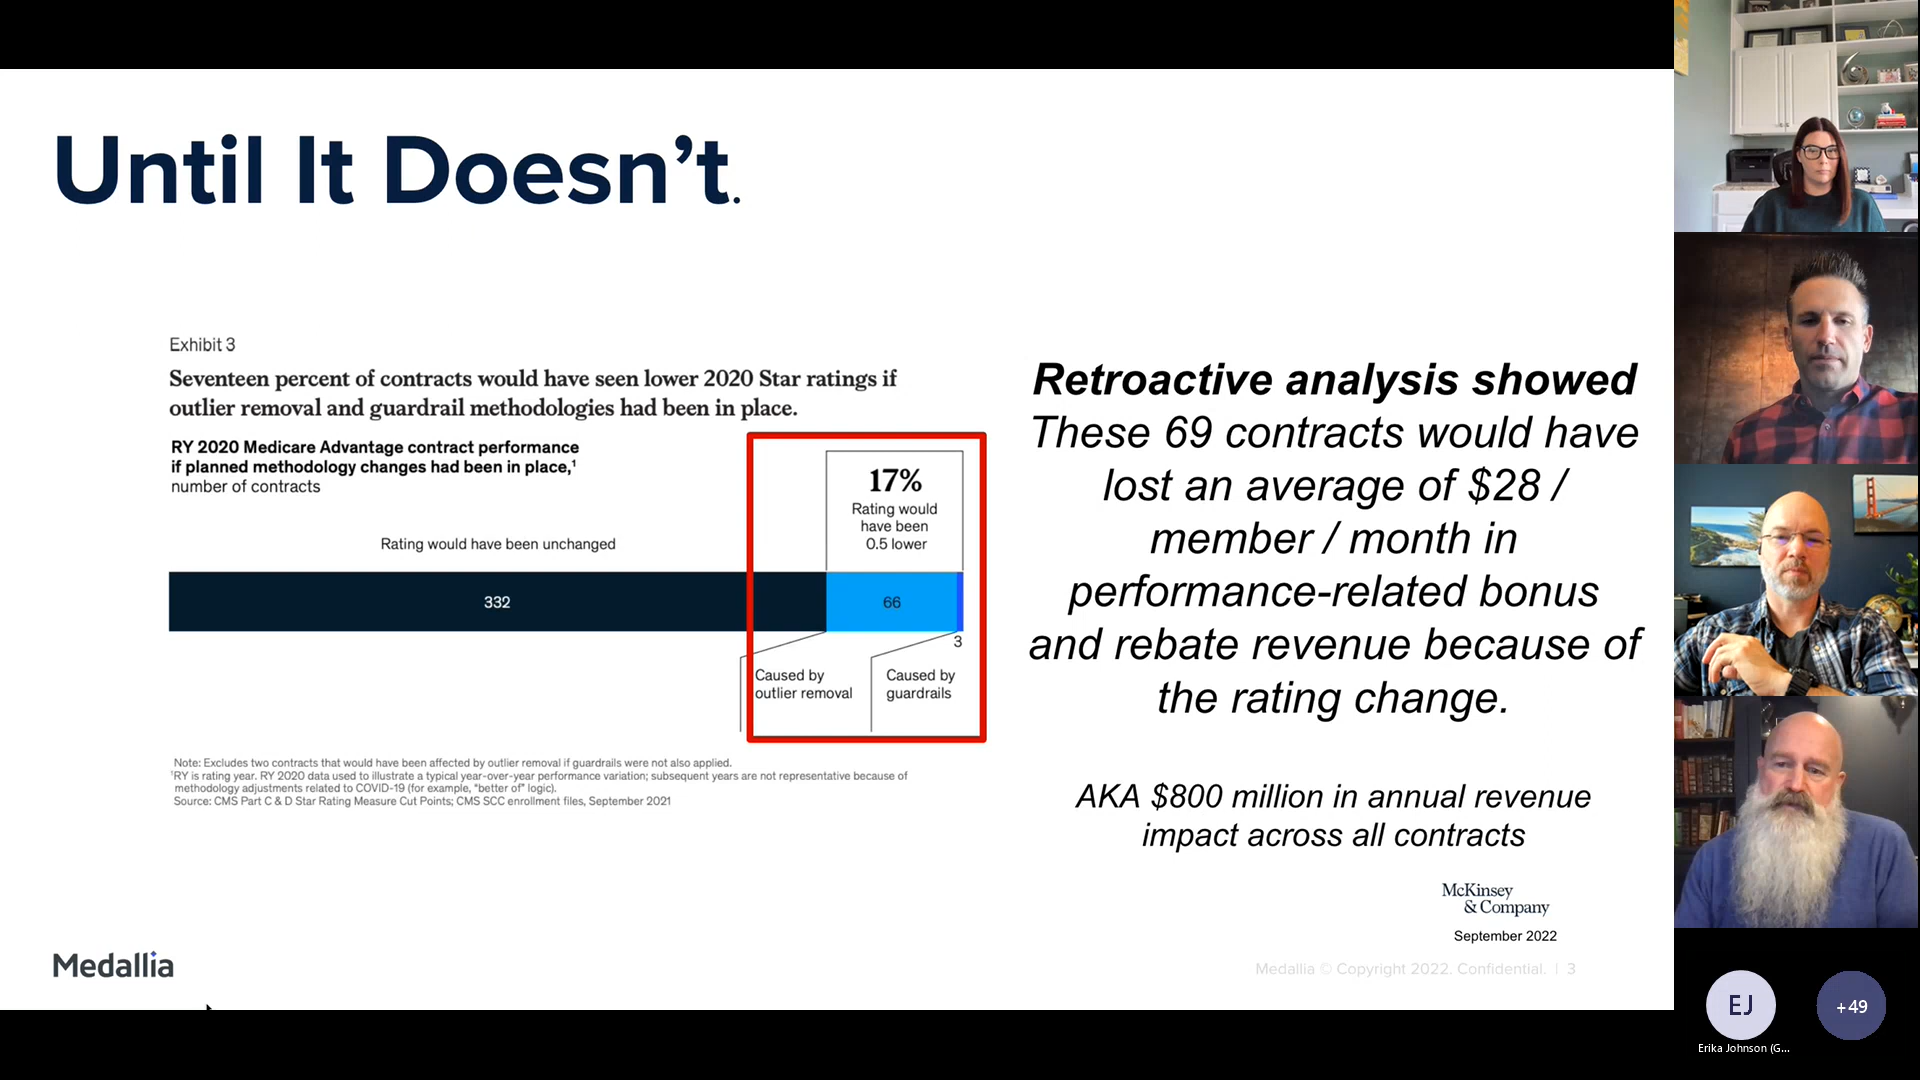 Until It Doesn’t.
Exhibit 3
Seventeen percent of contracts would have seen lower 2020 Star ratings if
outlier removal and guardrail methodologies had been in place.
RY 2020 Medicare Advantage contract performance
if planned methodology changes had been in place,¹
number of contracts
17%
Rating would
have been
0.5 lower
Rating would have been unchanged
332
66
3
Caused by
outlier removal
Caused by
guardrails
Note: Excludes two contracts that would have been affected by outlier removal if guardrails were not also applied.
¹RY is rating year. RY 2020 data used to illustrate a typical year-over-year performance variation; subsequent years are not representative because of
methodology adjustments related to COVID-19 (for example, “better of” logic).
Source: CMS Part C & D Star Rating Measure Cut Points; CMS SCC enrollment files, September 2021
Retroactive analysis showed
These 69 contracts would have
lost an average of $28 /
member / month in
performance-related bonus
and rebate revenue because of
the rating change.
AKA $800 million in annual revenue
impact across all contracts
McKinsey
& Company
September 2022
Medallia
Medallia © Copyright 2022. Confidential. | 3
EJ
+49
Erika Johnson (G...